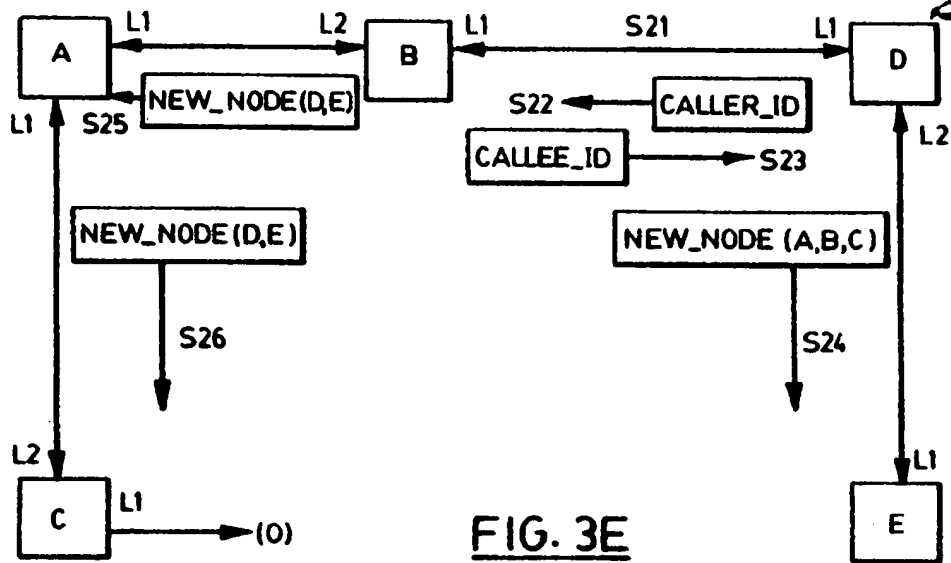 A
L1
L2
B
L1
S21
L1
D
L1
S25
NEW_NODE(D,E)
S22
CALLER_ID
L2
CALLEE_ID
S23
NEW_NODE(D,E)
NEW_NODE (A,B,C)
S26
S24
L2
L1
C
L1
(0)
E
FIG. 3E